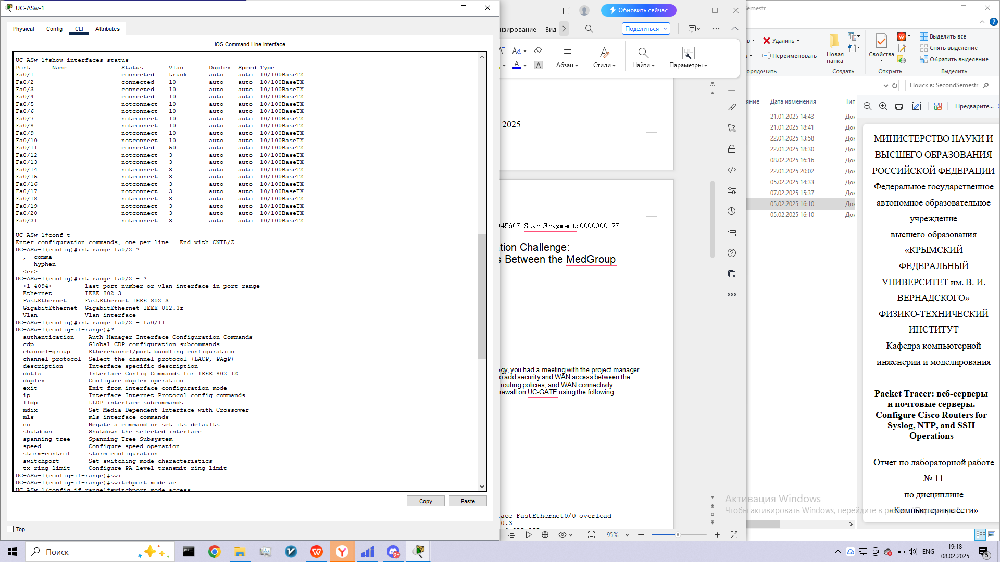 UC-ASw-1
Physical Config CLI Attributes
IOS Command Line Interface
UC-ASw-1#show interfaces status
Port Name Status Vlan Duplex Speed Type
Fa0/1 connected trunk auto auto 10/100BaseTX
Fa0/2 connected 10 auto auto 10/100BaseTX
Fa0/3 connected 10 auto auto 10/100BaseTX
Fa0/4 connected 10 auto auto 10/100BaseTX
Fa0/5 notconnect 10 auto auto 10/100BaseTX
Fa0/6 notconnect 10 auto auto 10/100BaseTX
Fa0/7 notconnect 10 auto auto 10/100BaseTX
Fa0/8 notconnect 10 auto auto 10/100BaseTX
Fa0/9 notconnect 10 auto auto 10/100BaseTX
Fa0/10 notconnect 10 auto auto 10/100BaseTX
Fa0/11 connected 50 auto auto 10/100BaseTX
Fa0/12 notconnect 3 auto auto 10/100BaseTX
Fa0/13 notconnect 3 auto auto 10/100BaseTX
Fa0/14 notconnect 3 auto auto 10/100BaseTX
Fa0/15 notconnect 3 auto auto 10/100BaseTX
Fa0/16 notconnect 3 auto auto 10/100BaseTX
Fa0/17 notconnect 3 auto auto 10/100BaseTX
Fa0/18 notconnect 3 auto auto 10/100BaseTX
Fa0/19 notconnect 3 auto auto 10/100BaseTX
Fa0/20 notconnect 3 auto auto 10/100BaseTX
Fa0/21 notconnect 3 auto auto 10/100BaseTX
UC-ASw-1#conf t
Enter configuration commands, one per line. End with CNTL/Z.
UC-ASw-1(config)#int range fa0/2 ?
, comma
- hyphen
<cr>
UC-ASw-1(config)#int range fa0/2 - ?
<1-4094> last port number or vlan interface in port-range
Ethernet IEEE 802.3
FastEthernet FastEthernet IEEE 802.3
GigabitEthernet GigabitEthernet IEEE 802.3z
Vlan Vlan interface
UC-ASw-1(config)#int range fa0/2 - fa0/11
UC-ASw-1(config-if-range)#?
authentication Auth Manager Interface Configuration Commands
cdp Global CDP configuration subcommands
channel-group Etherchannel/port bundling configuration
channel-protocol Select the channel protocol (LACP, PAgP)
description Interface specific description
dot1x Interface Config Commands for IEEE 802.1X
duplex Configure duplex operation.
exit Exit from interface configuration mode
ip Interface Internet Protocol config commands
lldp LLDP interface subcommands
mdix Set Media Dependent Interface with Crossover
mls mls interface commands
no Negate a command or set its defaults
shutdown Shutdown the selected interface
spanning-tree Spanning Tree Subsystem
speed Configure speed operation.
storm-control storm configuration
switchport Set switching mode characteristics
tx-ring-limit Configure PA level transmit ring limit
UC-ASw-1(config-if-range)#swi
UC-ASw-1(config-if-range)#switchport mode ac
UC-ASw-1(config-if-range)#switchport mode access
Copy Paste
Top
Обновить сейчас
нзирование Вид
Поделиться
Aa
A A
Абзац Стили Найти Параметры
2025
45667 StartFragment:0000000127
tion Challenge:
s Between the MedGroup
gy, you had a meeting with the project manager
o add security and WAN access between the
routing policies, and WAN connectivity
rewall on UC-GATE using the following
ace FastEthernet0/0 overload
0.3
95%
Semestr
Удалить
Переименовать
орядочить
Новая папка
Создать
Свойства
Открыть
Выделить все
Снять выделение
Обратить выделение
Выделить
Поиск в: SecondSemestr
яние Дата изменения Тип
21.01.2025 14:43 Док
21.01.2025 18:41 Док
22.01.2025 13:58 Док
22.01.2025 18:30 Док
08.02.2025 16:16 Док
22.01.2025 20:02 Док
05.02.2025 14:33 Док
07.02.2025 15:37 Док
05.02.2025 16:10 Док
05.02.2025 16:10 Док
Предварите...
МИНИСТЕРСТВО НАУКИ И
ВЫСШЕГО ОБРАЗОВАНИЯ
РОССИЙСКОЙ ФЕДЕРАЦИИ
Федеральное государственное
автономное образовательное
учреждение
высшего образования
«КРЫМСКИЙ
ФЕДЕРАЛЬНЫЙ
УНИВЕРСИТЕТ им. В. И.
ВЕРНАДСКОГО»
ФИЗИКО-ТЕХНИЧЕСКИЙ
ИНСТИТУТ
Кафедра компьютерной
инженерии и моделирования
Packet Tracer: веб-серверы
и почтовые серверы.
Configure Cisco Routers for
Syslog, NTP, and SSH
Operations
Отчет по лабораторной работе
№ 11
по дисциплине
«Компьютерные сети»
Активация Windows
Чтобы активировать Windows, перейдите в
Поиск
9+
ENG
19:18
08.02.2025
5